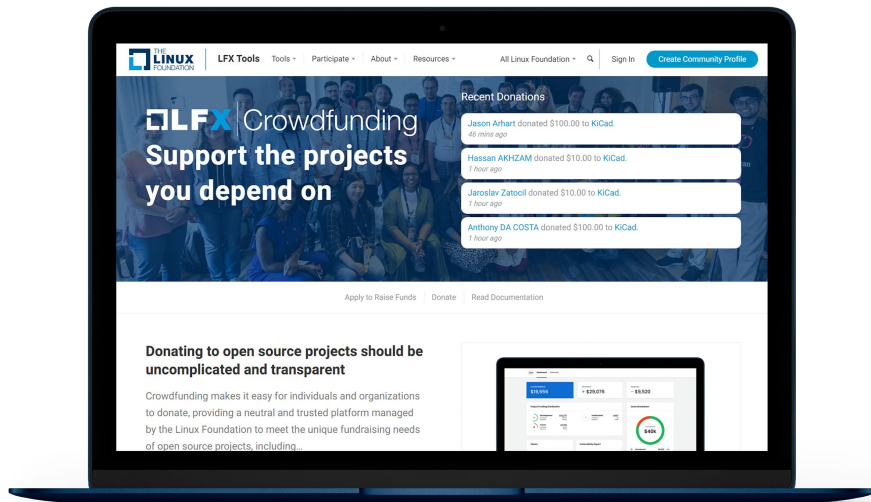 THE
LINUX
FOUNDATION
LFX Tools
Tools
Participate
About
Resources
All Linux Foundation
Sign In
Create Community Profile
LFX Crowdfunding
Support the projects
you depend on
Recent Donations
Jason Arhart donated $100.00 to KiCad.
46 mins ago
Hassan AKHZAM donated $10.00 to KiCad.
1 hour ago
Jaroslav Zatocil donated $10.00 to KiCad.
1 hour ago
Anthony DA COSTA donated $100.00 to KiCad.
1 hour ago
Apply to Raise Funds
Donate
Read Documentation
Donating to open source projects should be
uncomplicated and transparent
Crowdfunding makes it easy for individuals and organizations
to donate, providing a neutral and trusted platform managed
by the Linux Foundation to meet the unique fundraising needs
of open source projects, including...
$19,556
+ $29,076
- $9,520
$40k